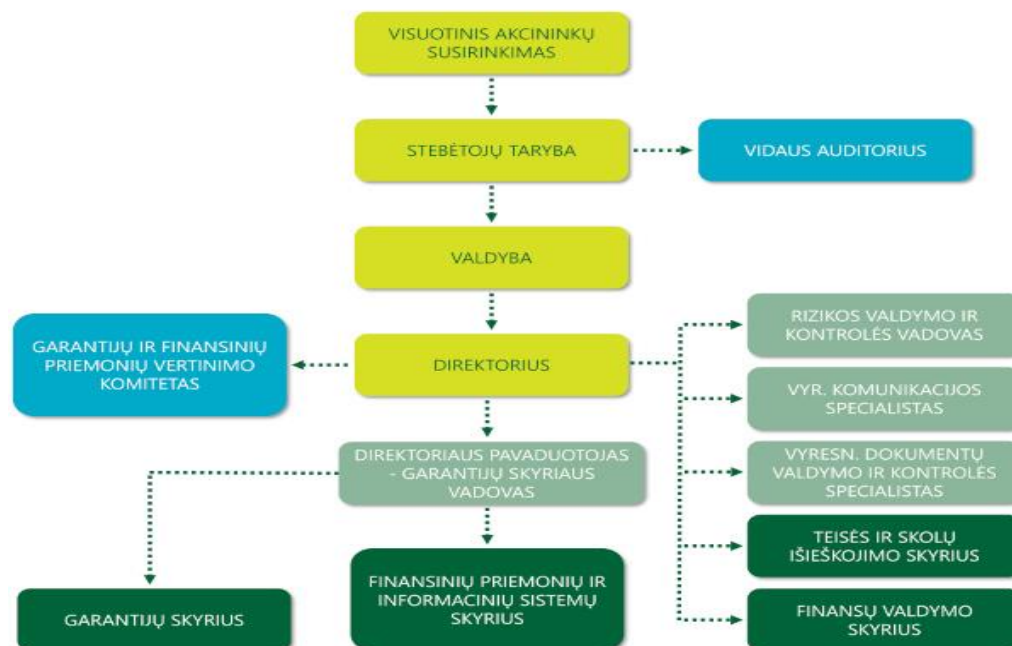 VISUOTINIS AKCININKŲ
SUSIRINKIMAS
STEBĖTOJŲ TARYBA
VIDAUS AUDITORIUS
VALDYBA
GARANTIJŲ IR FINANSINIŲ
PRIEMONIŲ VERTINIMO
KOMITETAS
DIREKTORIUS
RIZIKOS VALDYMO IR
KONTROLĖS VADOVAS
VYR. KOMUNIKACIJOS
SPECIALISTAS
VYRESN. DOKUMENTŲ
VALDYMO IR KONTROLĖS
SPECIALISTAS
TEISĖS IR SKOLŲ
IŠIEŠKOJIMO SKYRIUS
FINANSŲ VALDYMO
SKYRIUS
DIREKTORIAUS PAVADUOTOJAS
- GARANTIJŲ SKYRIAUS
VADOVAS
GARANTIJŲ SKYRIUS
FINANSINIŲ PRIEMONIŲ IR
INFORMACINIŲ SISTEMŲ
SKYRIUS